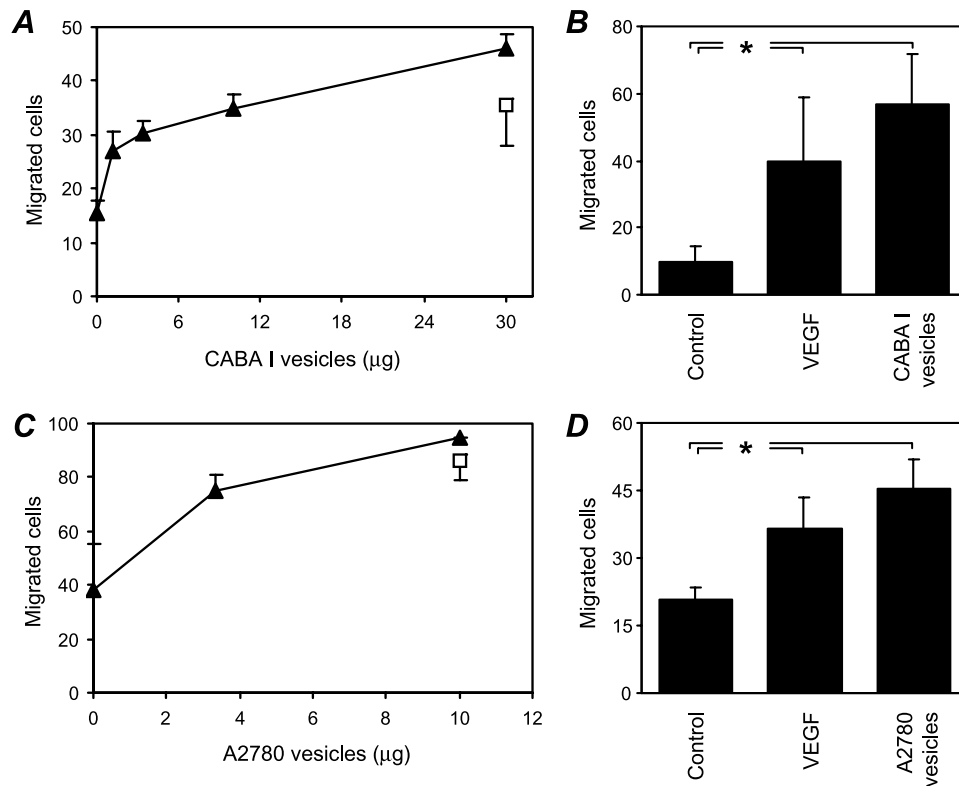 A
Migrated cells
50
40
30
20
10
0
0 6 12 18 24 30
CABA I vesicles (μg)
B
Migrated cells
80
60
40
20
0
*
Control
VEGF
CABA I
vesicles
C
Migrated cells
100
80
60
40
20
0
0 2 4 6 8 10 12
A2780 vesicles (μg)
D
Migrated cells
60
45
30
15
0
*
Control
VEGF
A2780
vesicles